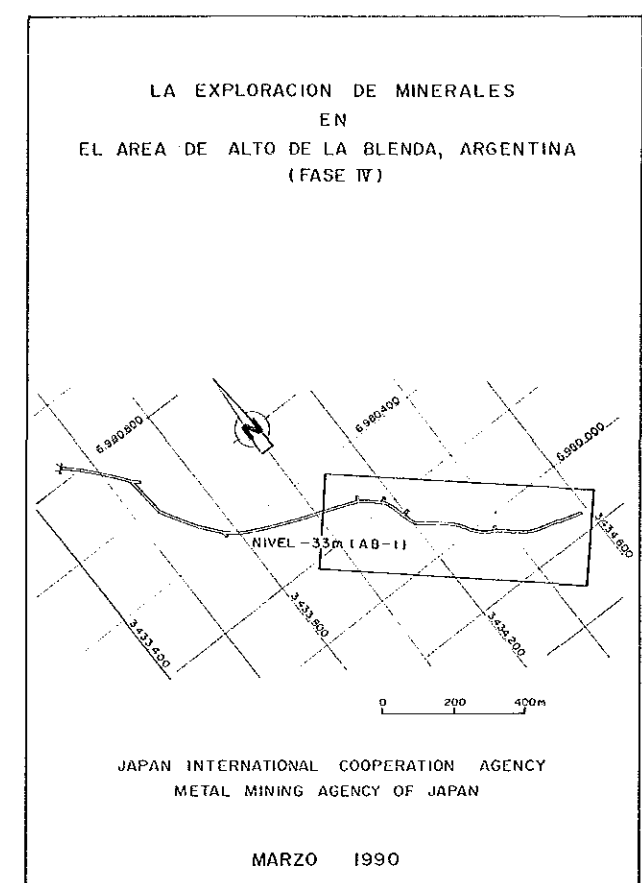 LA EXPLORACION DE MINERALES
EN
EL AREA DE ALTO DE LA BLENDA, ARGENTINA
(FASE IV)
6.980.800
6.980.400
6.980.000
N
NIVEL -33m (AB-1)
3.433.400
3.433.800
3.434.200
3.434.600
0 200 400m
JAPAN INTERNATIONAL COOPERATION AGENCY
METAL MINING AGENCY OF JAPAN
MARZO 1990